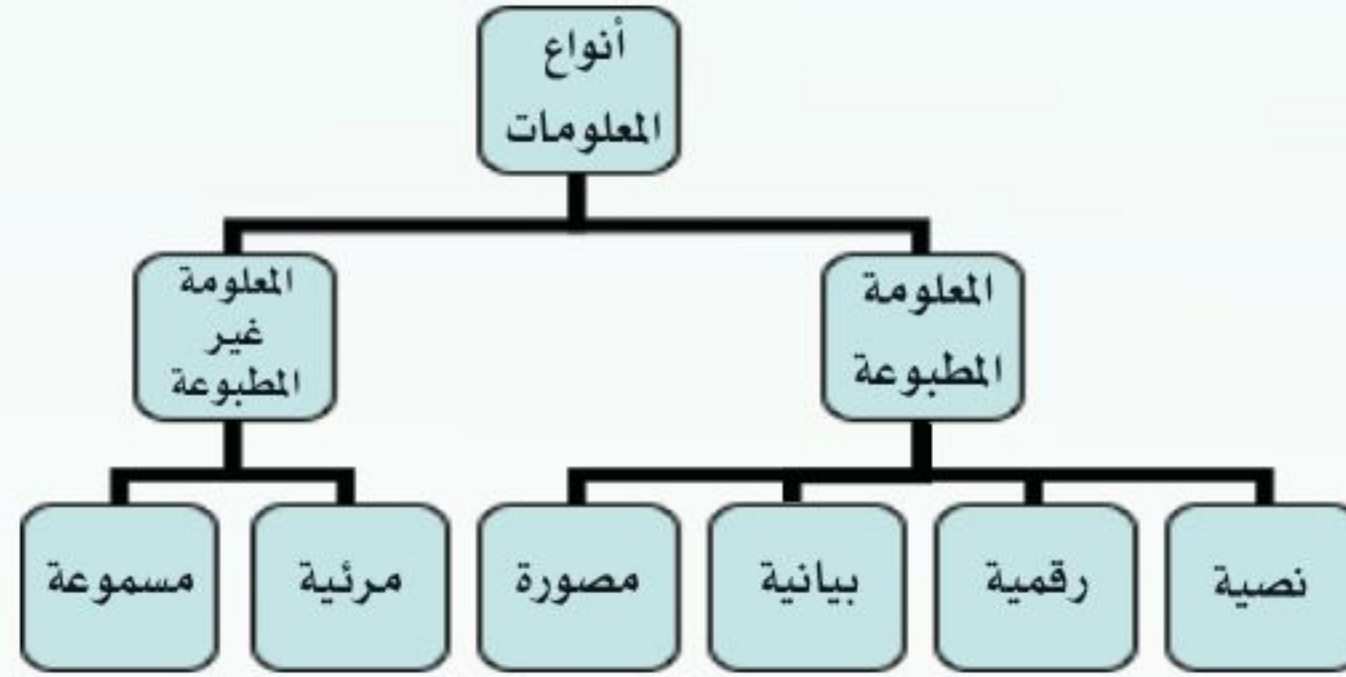 أنواع
المعلومات
المعلومة
المطبوعة
المعلومة
غير
المطبوعة
نصية
رقمية
بيانية
مصورة
مرئية
مسموعة